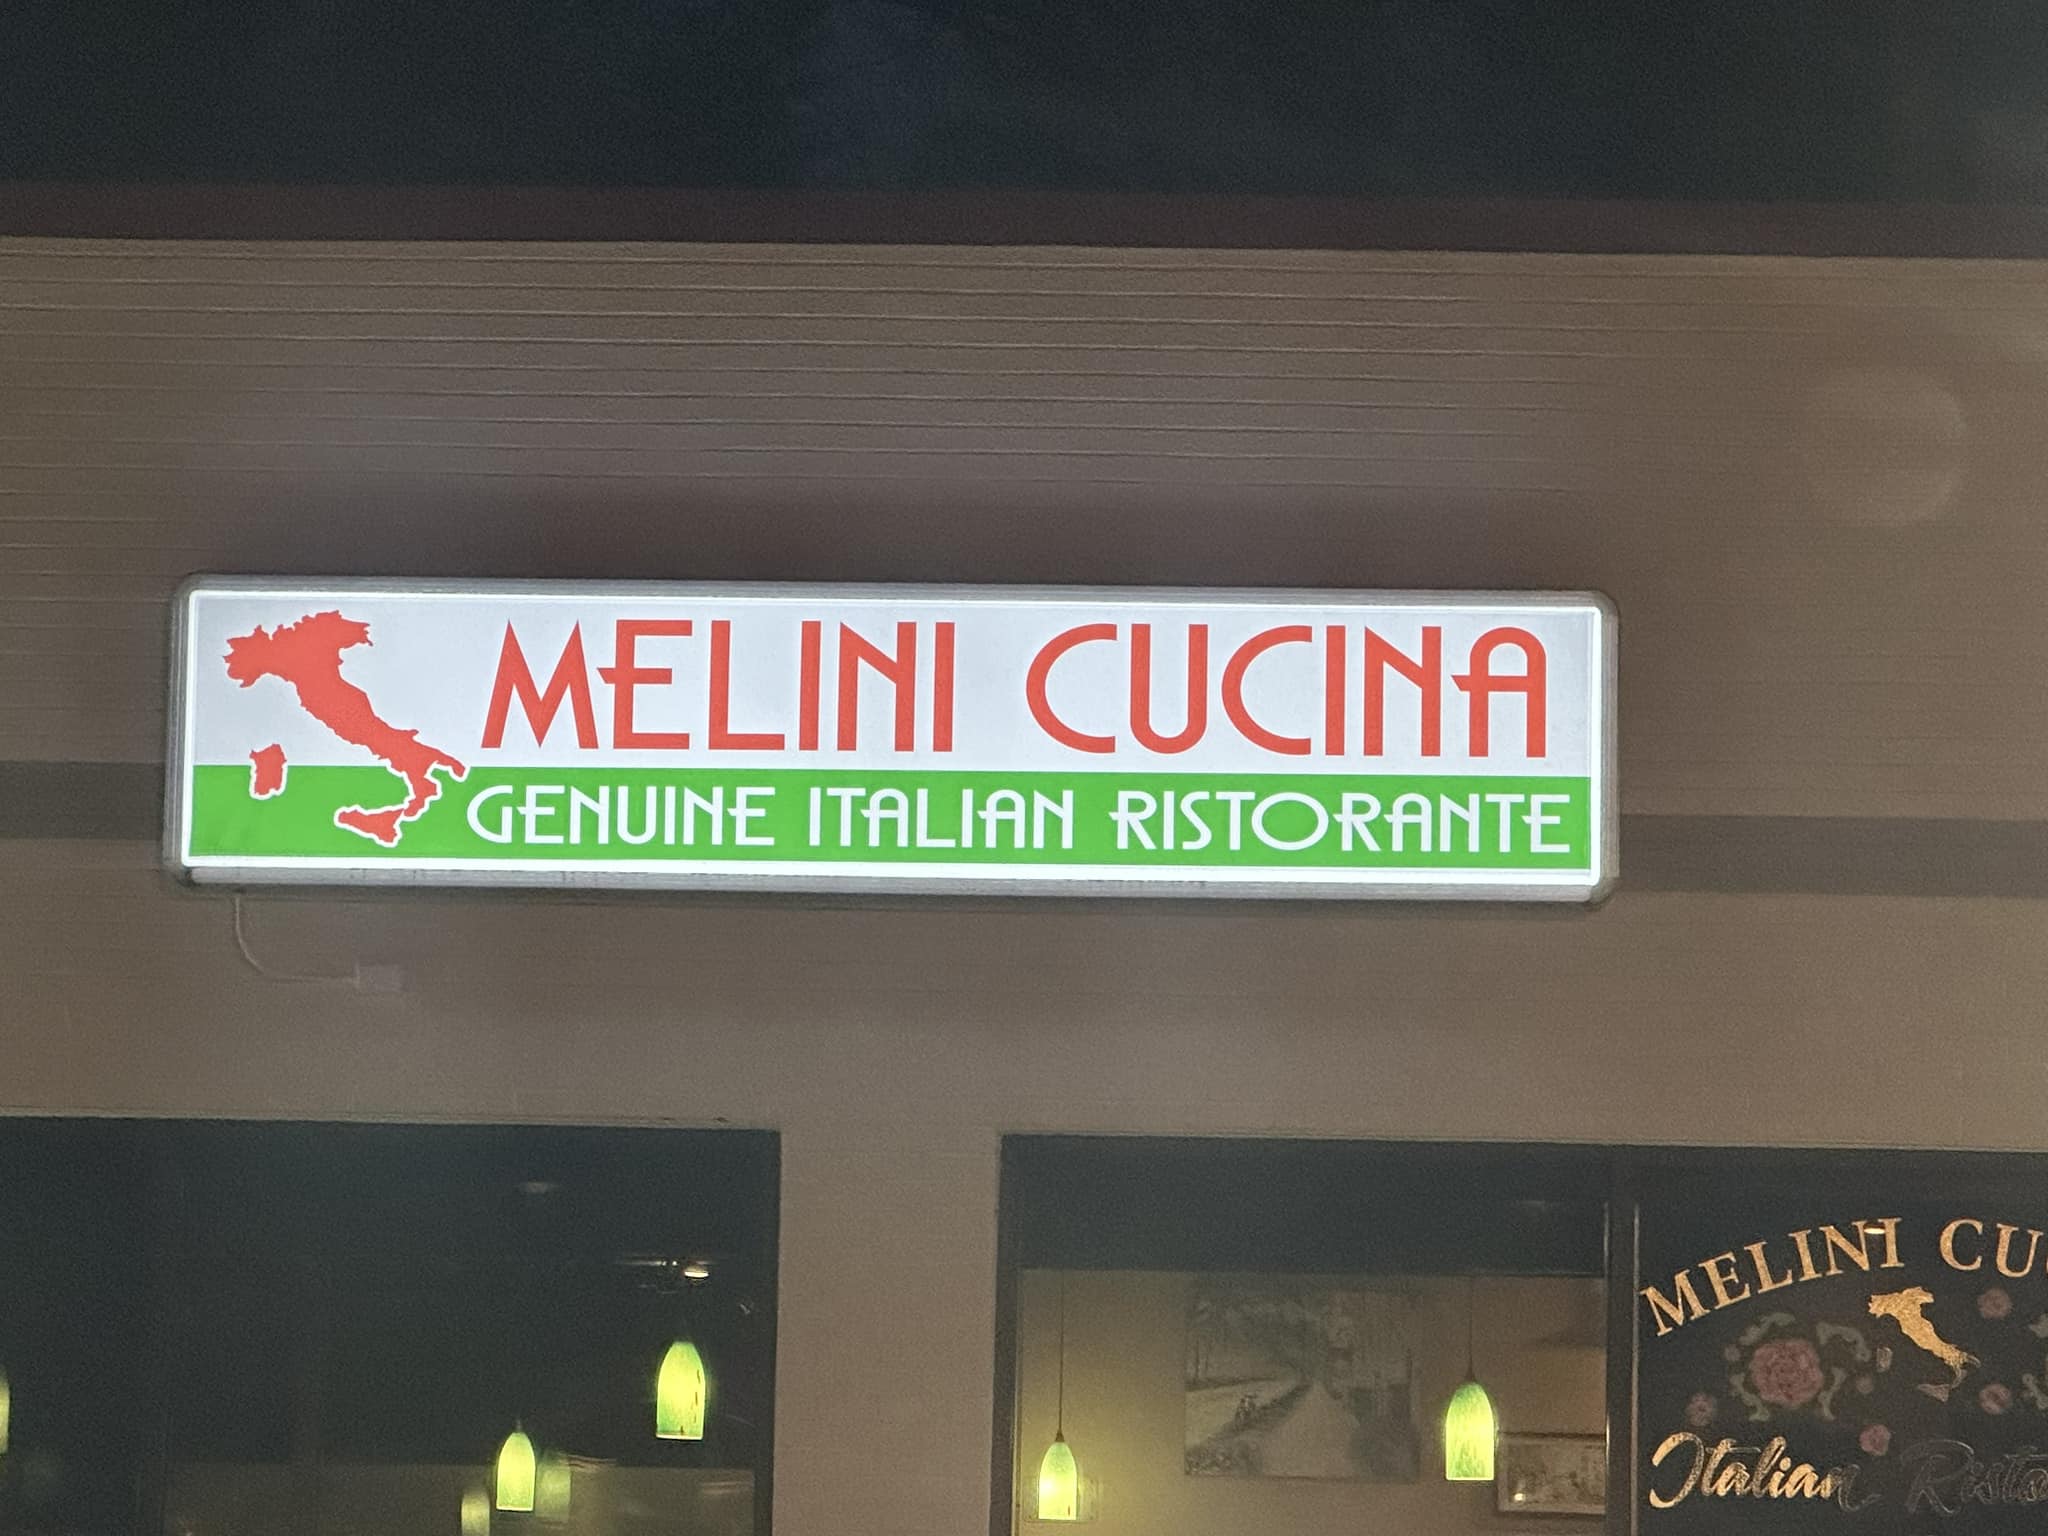 MELINI CUCINA
GENUINE ITALIAN RISTORANTE
MELINI
Italian